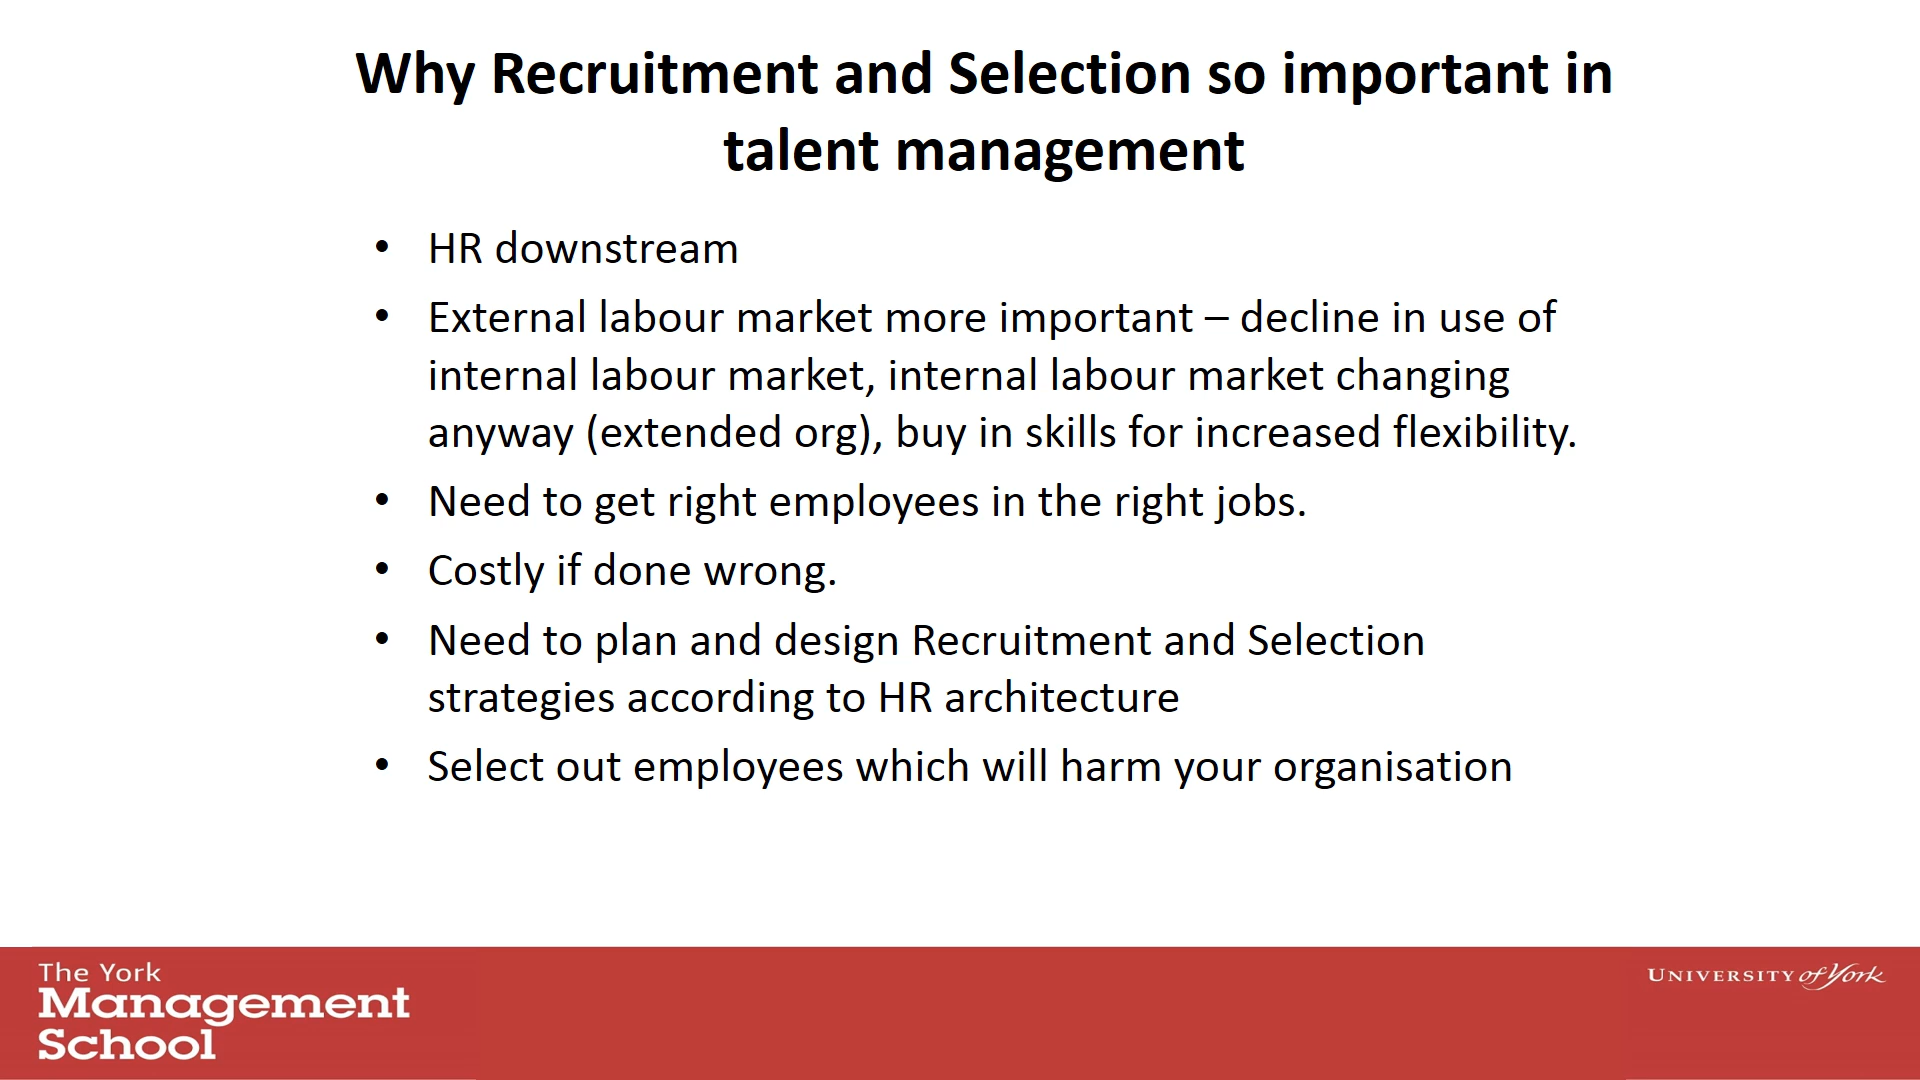 Why Recruitment and Selection so important in
talent management
• HR downstream
• External labour market more important – decline in use of
internal labour market, internal labour market changing
anyway (extended org), buy in skills for increased flexibility.
• Need to get right employees in the right jobs.
• Costly if done wrong.
• Need to plan and design Recruitment and Selection
strategies according to HR architecture
• Select out employees which will harm your organisation
The York
Management
School
UNIVERSITY of York